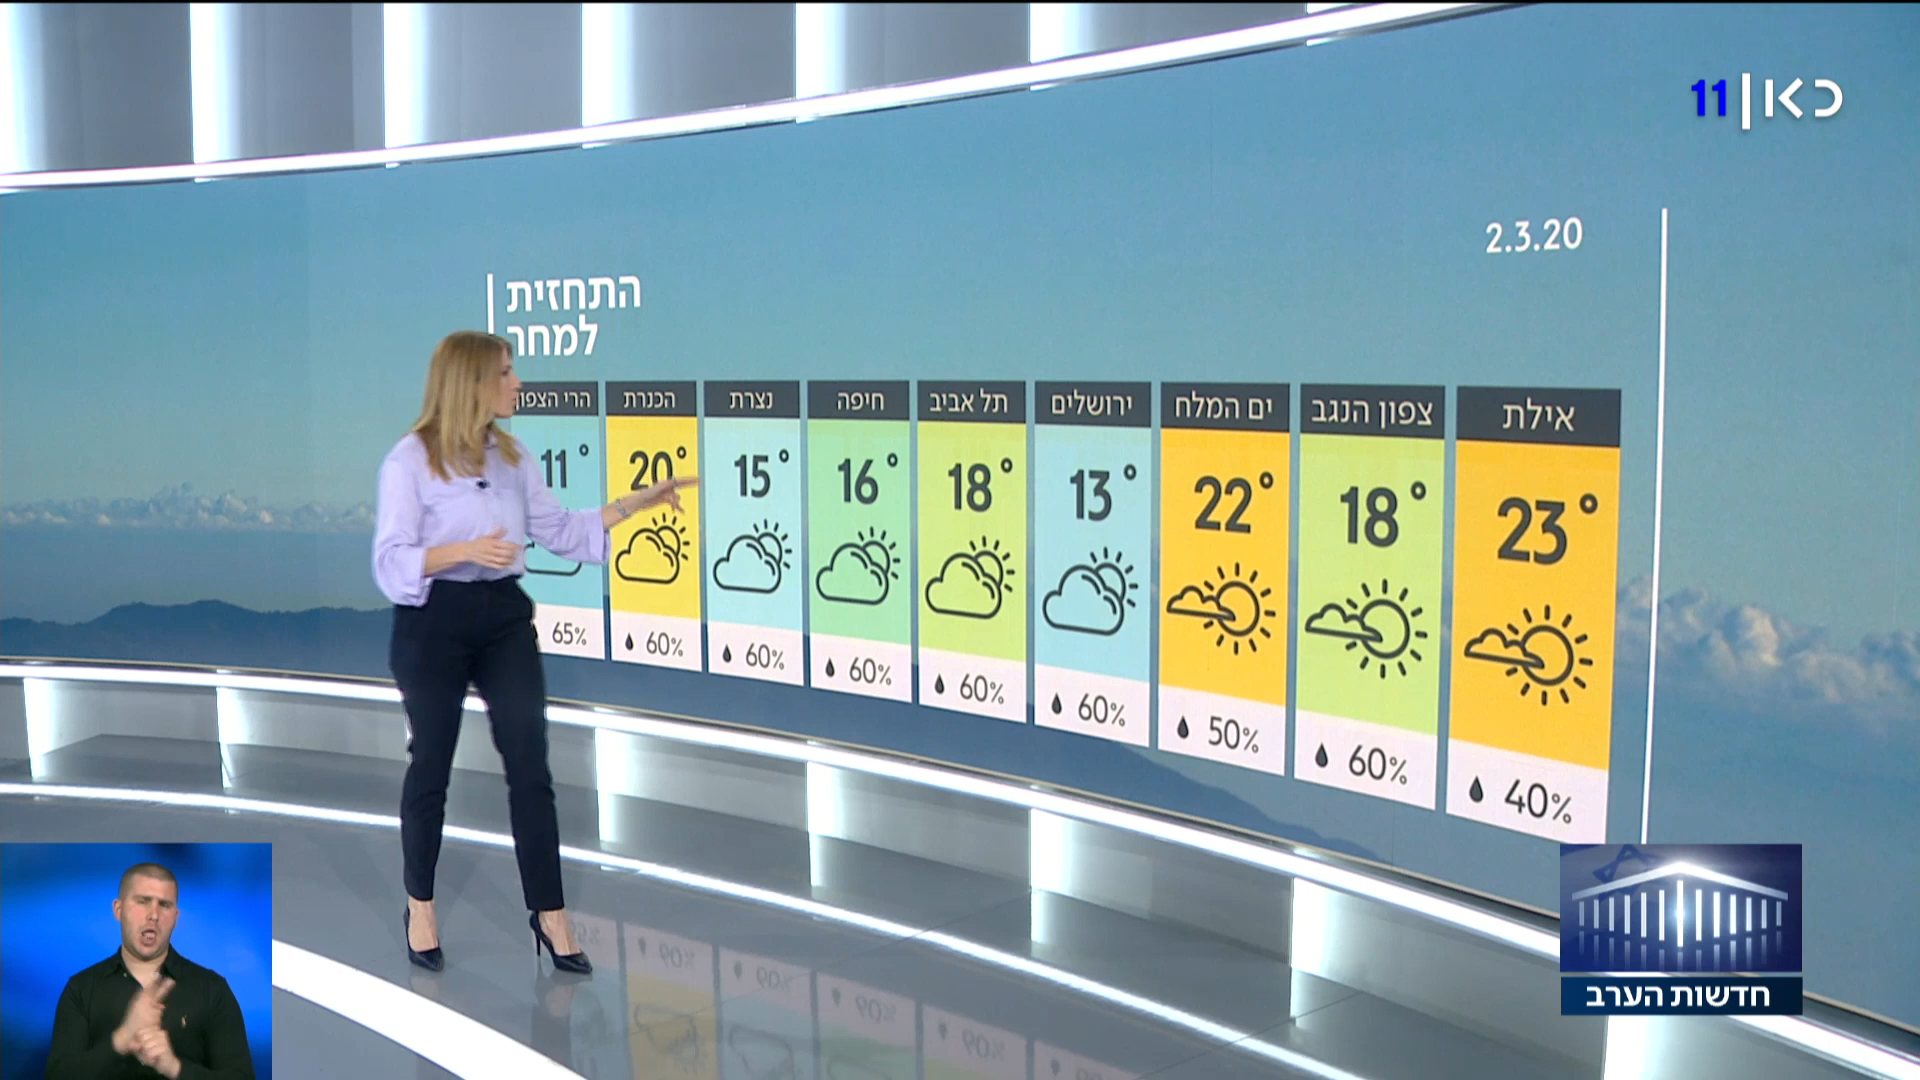 כאן | 11
2.3.20
התחזית
למחר
הרי הצפון
הכנרת
נצרת
חיפה
תל אביב
ירושלים
ים המלח
צפון הנגב
אילת
11°
20°
15°
16°
18°
13°
22°
18°
23°
65%
60%
60%
60%
60%
60%
50%
60%
40%
חדשות הערב